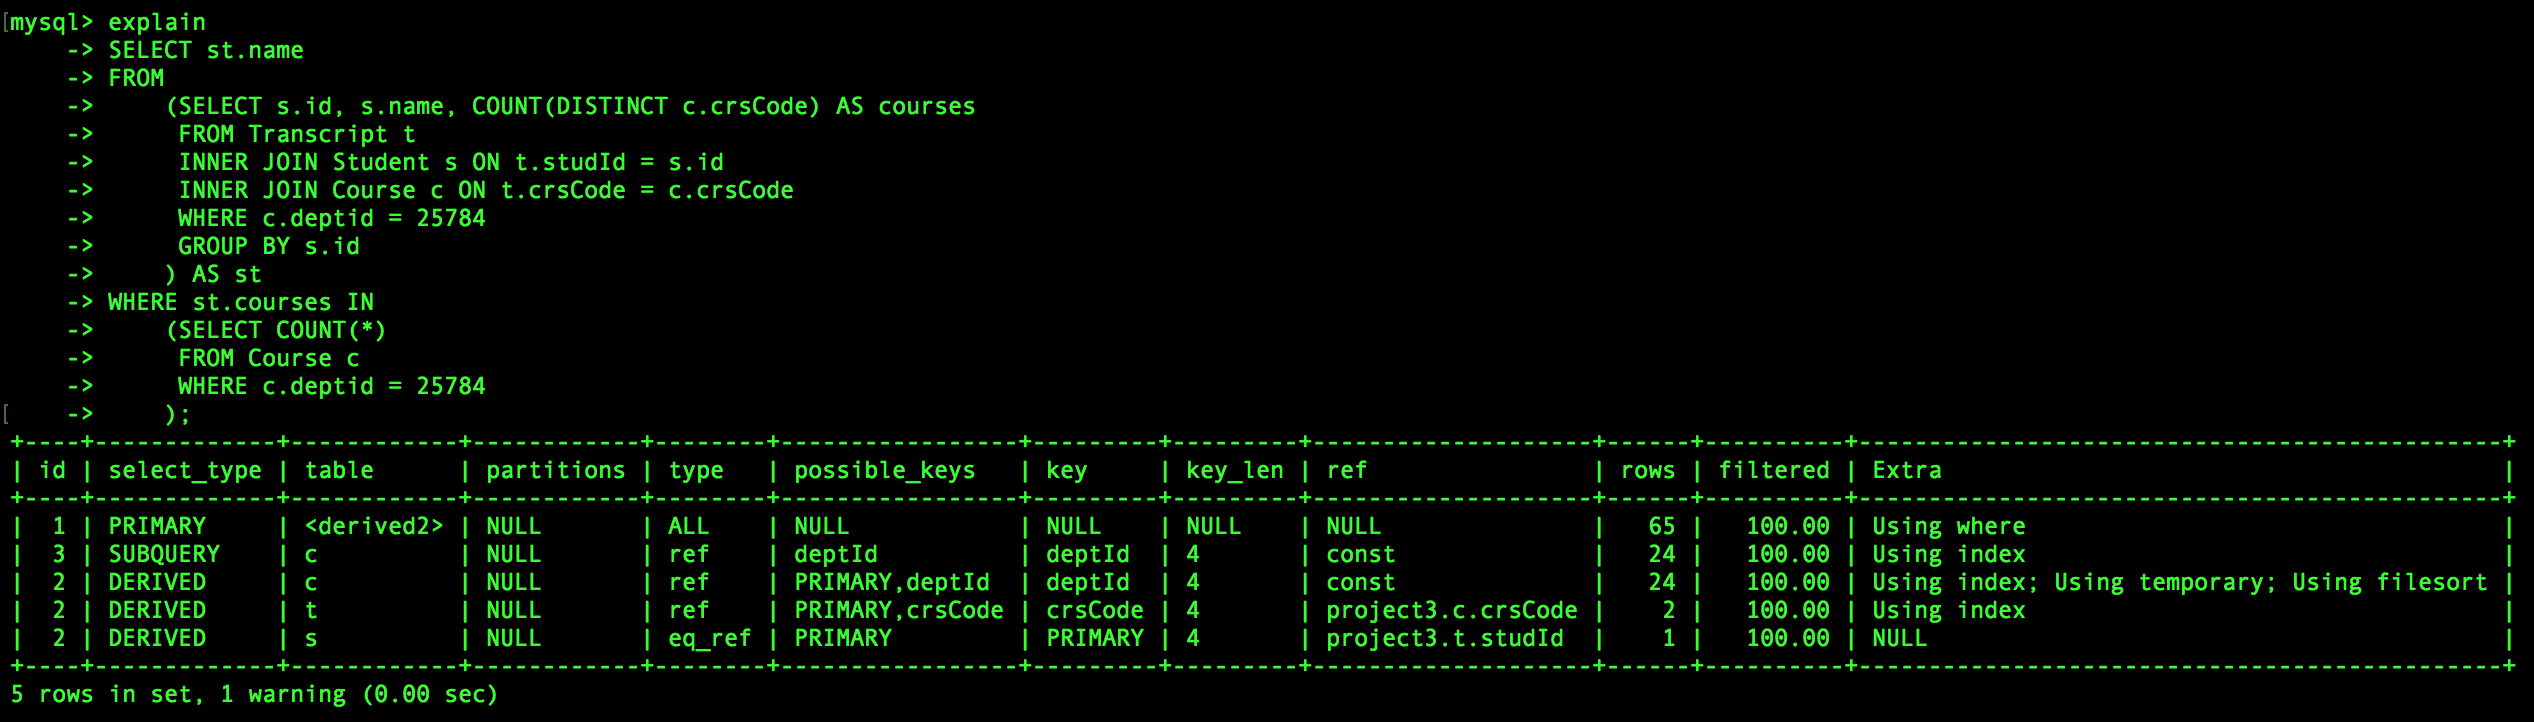 mysql> explain
    -> SELECT st.name
    -> FROM
    ->     (SELECT s.id, s.name, COUNT(DISTINCT c.crsCode) AS courses
    ->      FROM Transcript t
    ->      INNER JOIN Student s ON t.studId = s.id
    ->      INNER JOIN Course c ON t.crsCode = c.crsCode
    ->      WHERE c.deptid = 25784
    ->      GROUP BY s.id
    ->     ) AS st
    -> WHERE st.courses IN
    ->     (SELECT COUNT(*)
    ->      FROM Course c
    ->      WHERE c.deptid = 25784
    ->     );
+----+-------------+------------+------------+--------+-----------------+---------+---------+--------------------+------+----------+----------------------------------------------+
| id | select_type | table      | partitions | type   | possible_keys   | key     | key_len | ref                | rows | filtered | Extra                                        |
+----+-------------+------------+------------+--------+-----------------+---------+---------+--------------------+------+----------+----------------------------------------------+
|  1 | PRIMARY     | <derived2> | NULL       | ALL    | NULL            | NULL    | NULL    | NULL               |   65 |   100.00 | Using where                                  |
|  3 | SUBQUERY    | c          | NULL       | ref    | deptId          | deptId  | 4       | const              |   24 |   100.00 | Using index                                  |
|  2 | DERIVED     | c          | NULL       | ref    | PRIMARY,deptId  | deptId  | 4       | const              |   24 |   100.00 | Using index; Using temporary; Using filesort |
|  2 | DERIVED     | t          | NULL       | ref    | PRIMARY,crsCode | crsCode | 4       | project3.c.crsCode |    2 |   100.00 | Using index                                  |
|  2 | DERIVED     | s          | NULL       | eq_ref | PRIMARY         | PRIMARY | 4       | project3.t.studId  |    1 |   100.00 | NULL                                         |
+----+-------------+------------+------------+--------+-----------------+---------+---------+--------------------+------+----------+----------------------------------------------+
5 rows in set, 1 warning (0.00 sec)